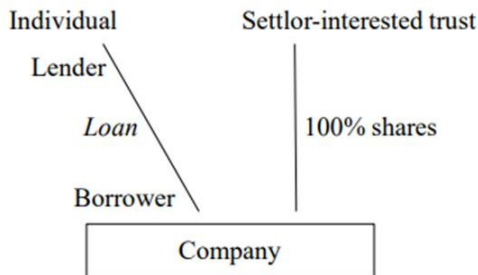 Individual
Settlor-interested trust
Lender
Loan
100% shares
Borrower
Company